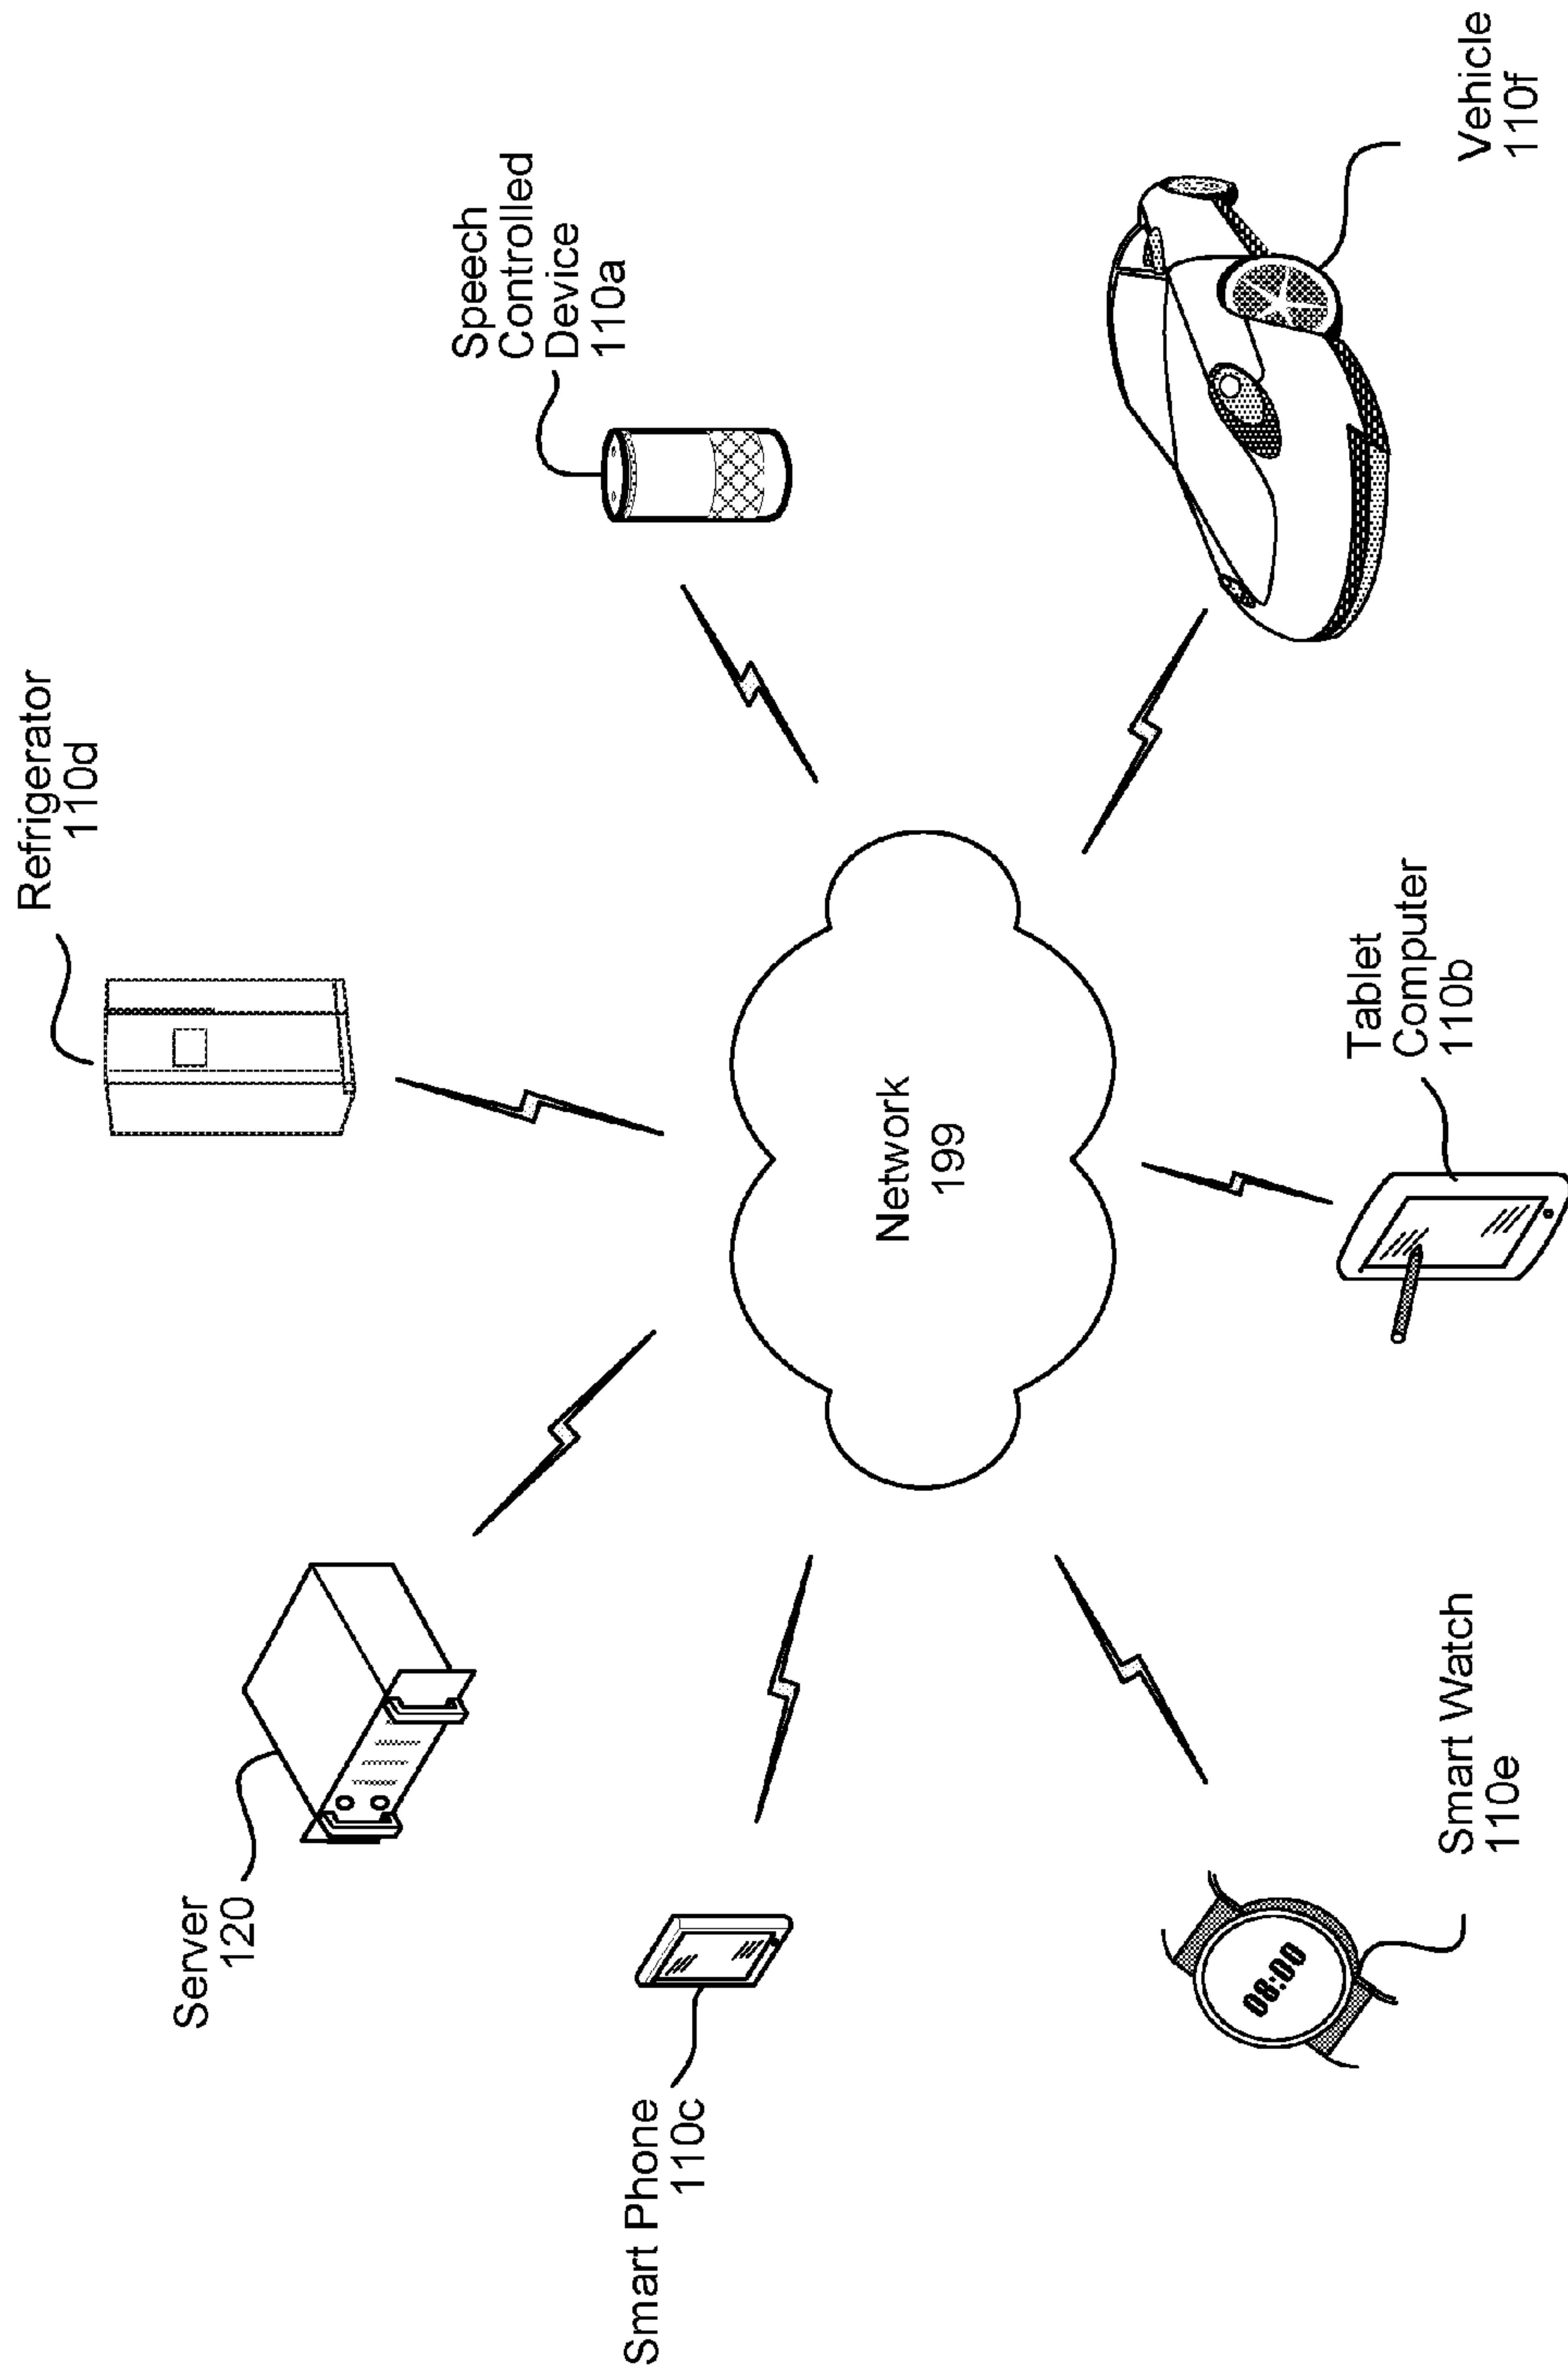 Server
120
Refrigerator
110d
Speech
Controlled
Device
110a
Smart Phone
110c
Network
199
08:00
Smart Watch
110e
Tablet
Computer
110b
Vehicle
110f